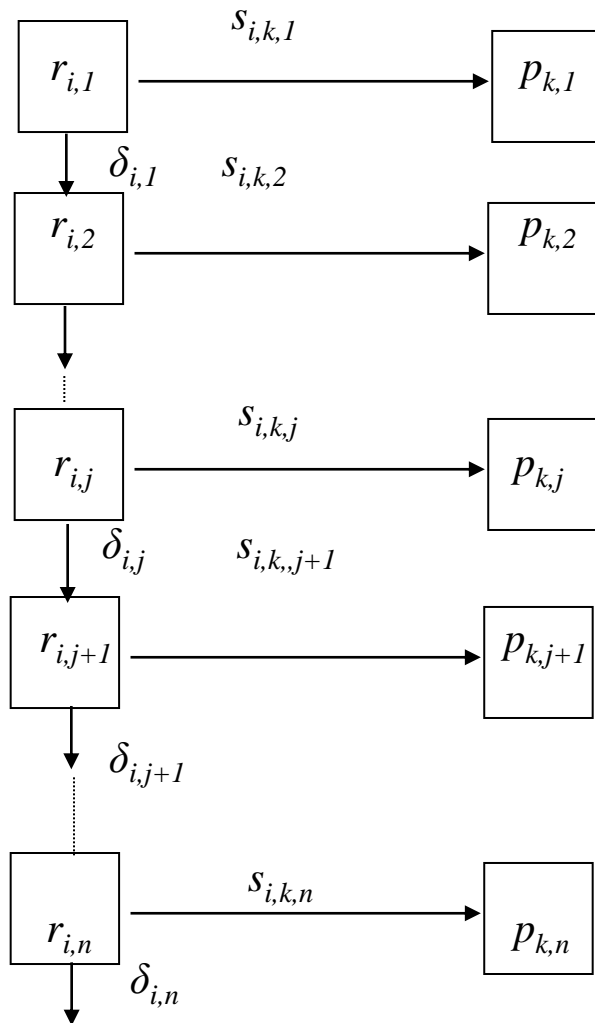 s_{i,k,1}
r_{i,1} p_{k,1}
δ_{i,1} s_{i,k,2}
r_{i,2} p_{k,2}
s_{i,k,j}
r_{i,j} p_{k,j}
δ_{i,j} s_{i,k,,j+1}
r_{i,j+1} p_{k,j+1}
δ_{i,j+1}
s_{i,k,n}
r_{i,n} p_{k,n}
δ_{i,n}